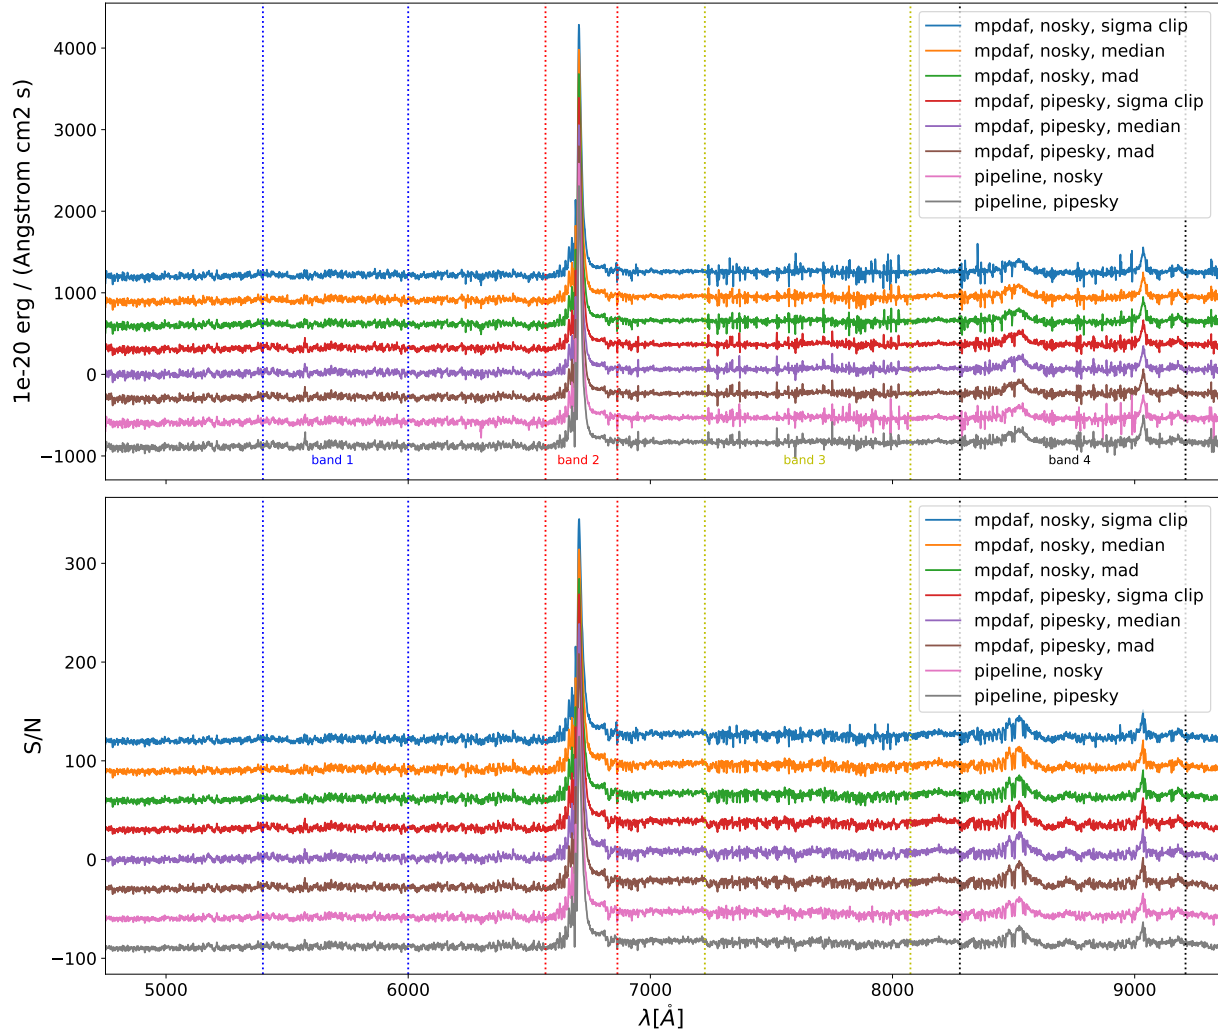 4000
3000
2000
1000
0
−1000
1e-20 erg / (Angstrom cm2 s)
mpdaf, nosky, sigma clip
mpdaf, nosky, median
mpdaf, nosky, mad
mpdaf, pipesky, sigma clip
mpdaf, pipesky, median
mpdaf, pipesky, mad
pipeline, nosky
pipeline, pipesky
band 1
band 2
band 3
band 4
300
200
100
0
−100
S/N
mpdaf, nosky, sigma clip
mpdaf, nosky, median
mpdaf, nosky, mad
mpdaf, pipesky, sigma clip
mpdaf, pipesky, median
mpdaf, pipesky, mad
pipeline, nosky
pipeline, pipesky
5000
6000
7000
8000
9000
λ[Å]